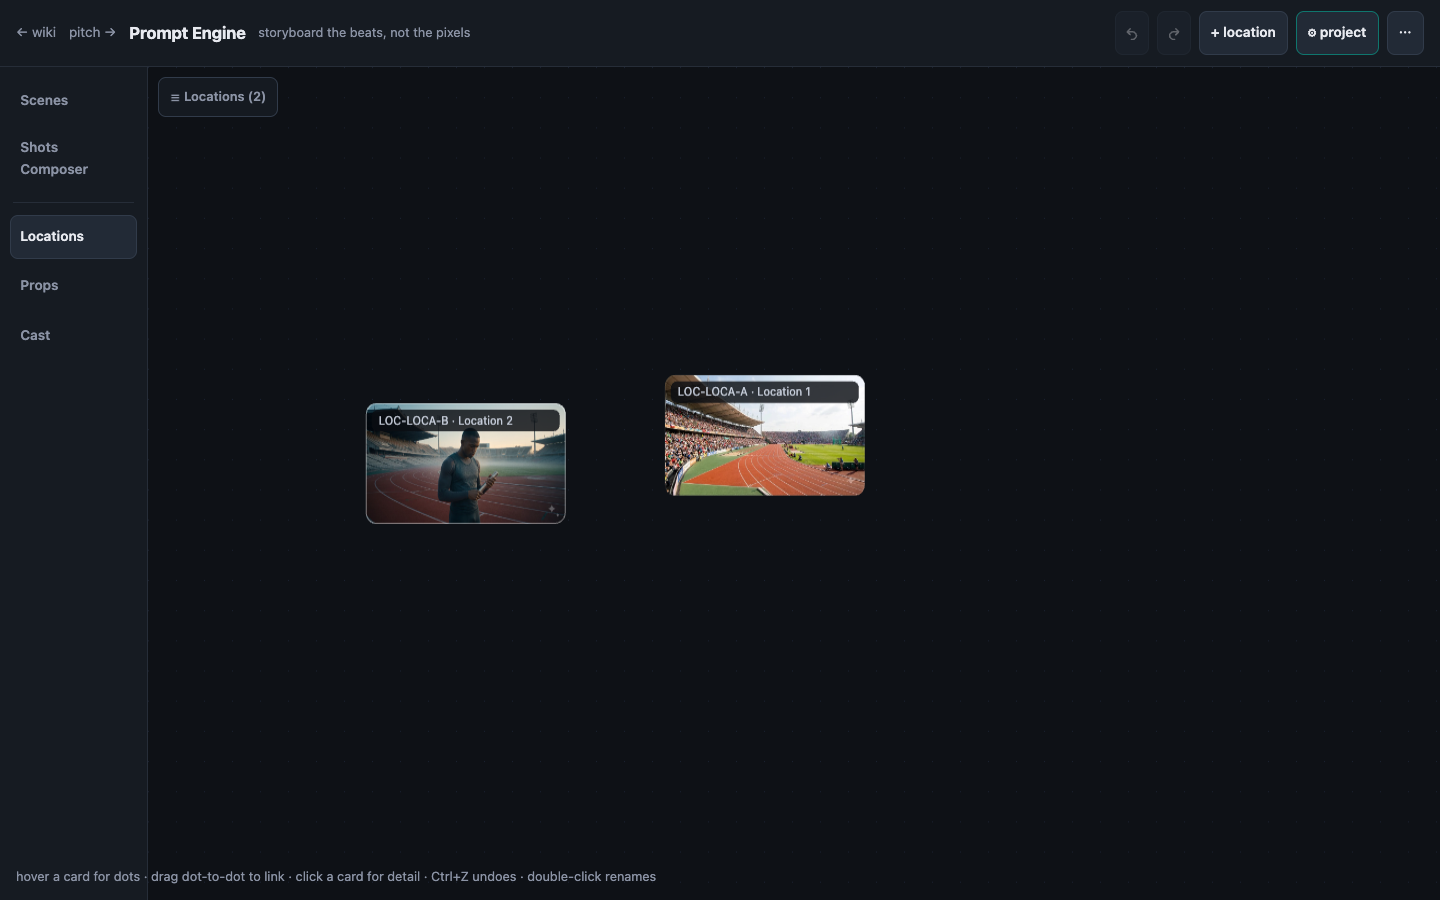 ← wiki pitch → Prompt Engine storyboard the beats, not the pixels
+ location
⚙ project
···
Scenes
Shots
Composer
Locations
Props
Cast
≡ Locations (2)
LOC-LOCA-B · Location 2
LOC-LOCA-A · Location 1
hover a card for dots · drag dot-to-dot to link · click a card for detail · Ctrl+Z undoes · double-click renames